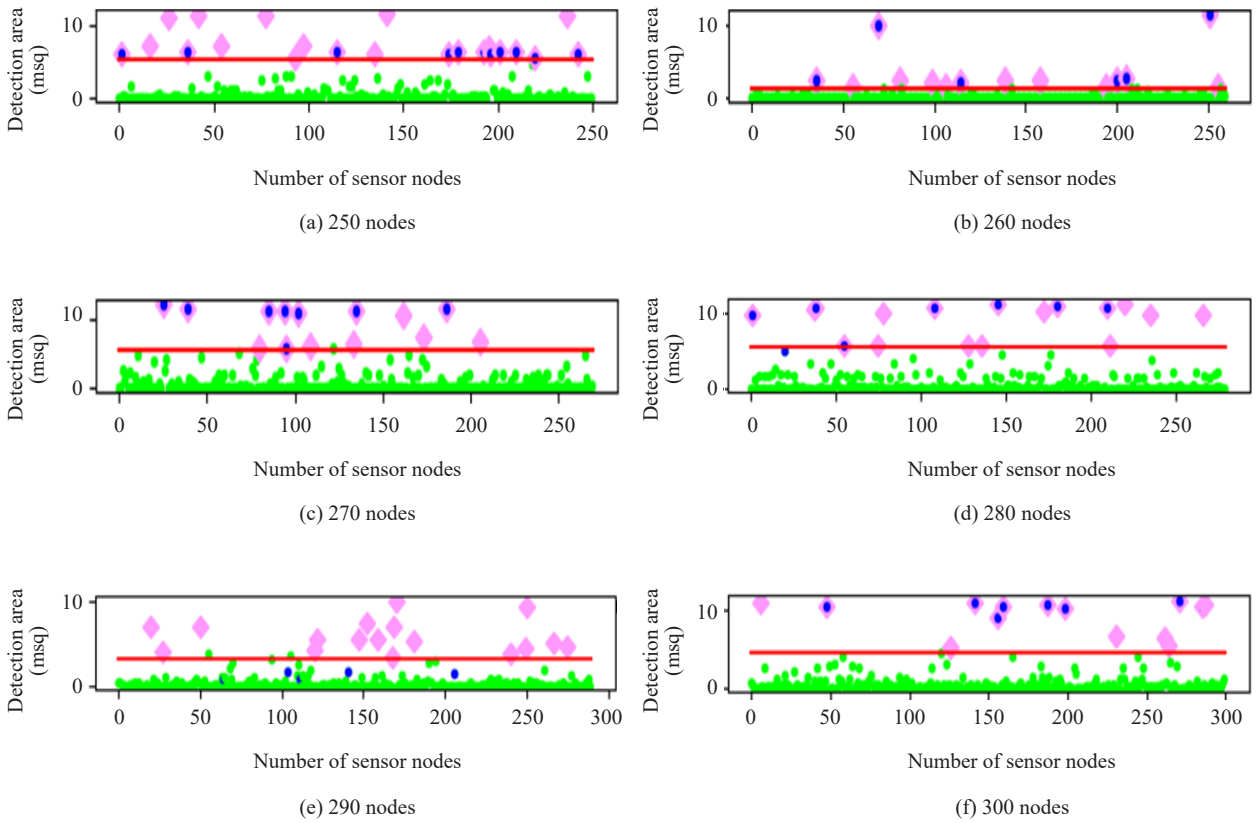 Detection area
(msq)
10
0
0 50 100 150 200 250
Number of sensor nodes
(a) 250 nodes
Detection area
(msq)
10
0
0 50 100 150 200 250
Number of sensor nodes
(b) 260 nodes
Detection area
(msq)
10
0
0 50 100 150 200 250
Number of sensor nodes
(c) 270 nodes
Detection area
(msq)
10
0
0 50 100 150 200 250
Number of sensor nodes
(d) 280 nodes
Detection area
(msq)
10
0
0 50 100 150 200 250 300
Number of sensor nodes
(e) 290 nodes
Detection area
(msq)
10
0
0 50 100 150 200 250 300
Number of sensor nodes
(f) 300 nodes